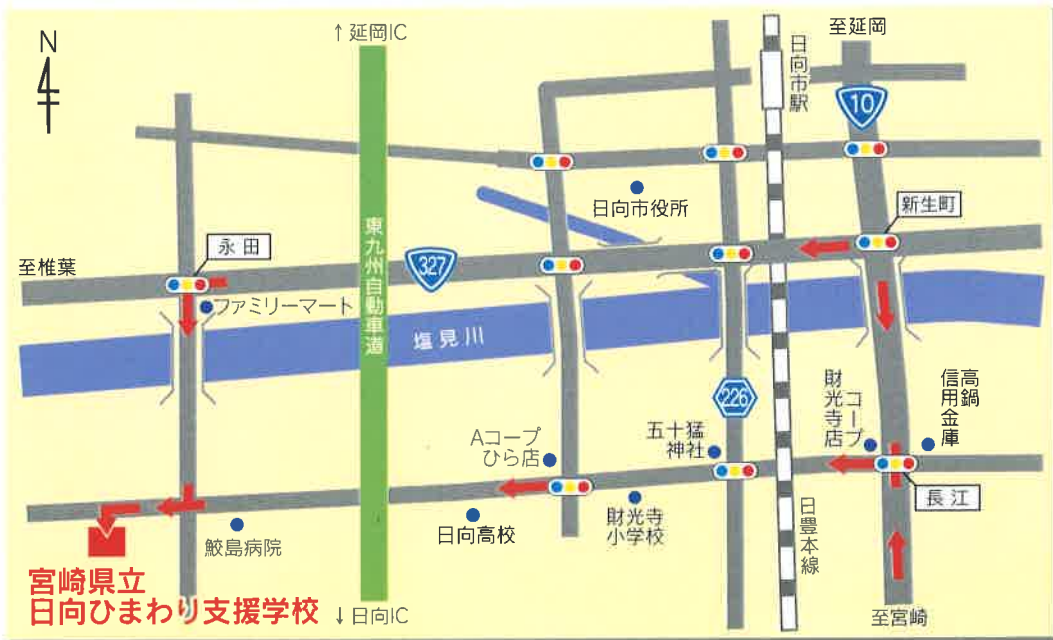 N
↑延岡IC
至延岡
日向市駅
10
日向市役所
新生町
永田
至椎葉
327
ファミリーマート
東九州自動車道
塩見川
226
財光寺店
コープ
高鍋
信用金庫
Aコープ
ひら店
五十猛
神社
長江
日向高校
財光寺
小学校
日豊本線
鮫島病院
宮崎県立
日向ひまわり支援学校
↓日向IC
至宮崎